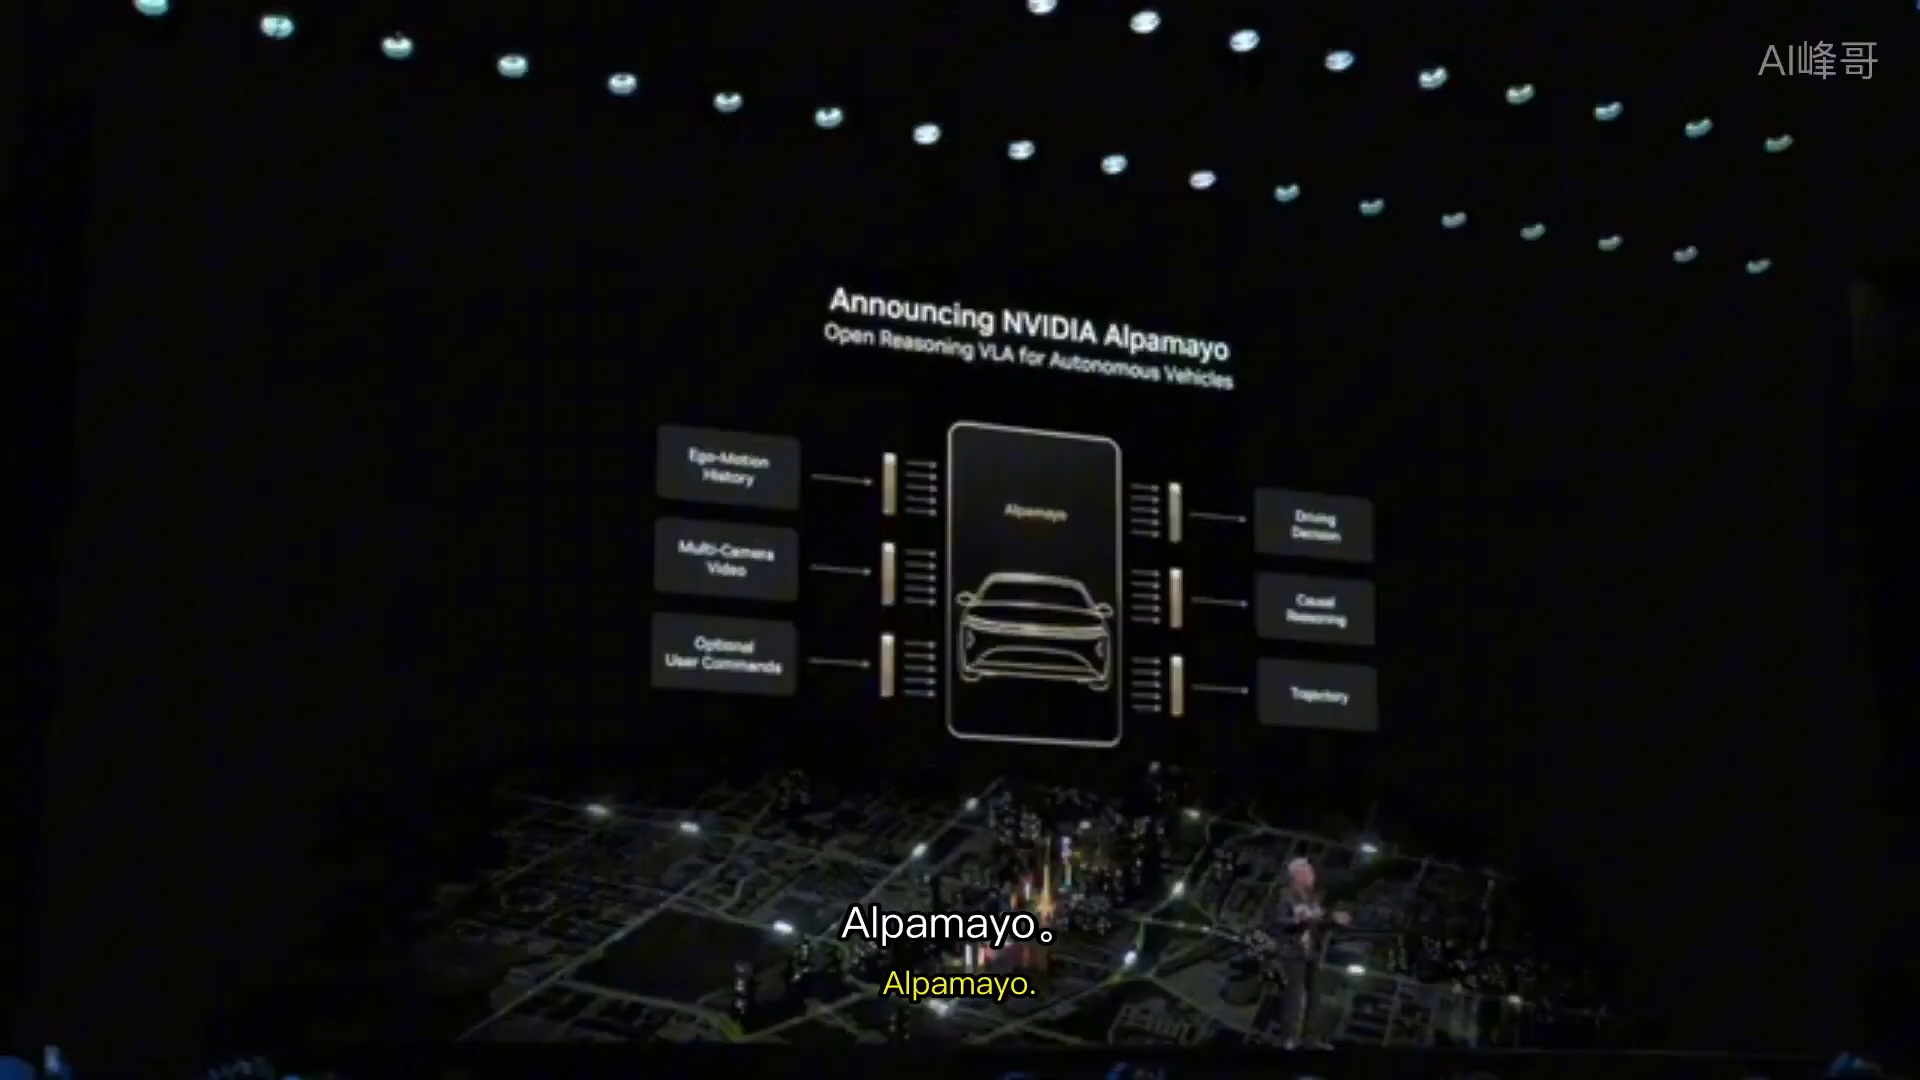 AI峰哥
Announcing NVIDIA Alpamayo
Open Reasoning VLA for Autonomous Vehicles
Ego-Motion
History
Multi-Camera
Video
Optional
User Commands
Alpamayo
Driving
Decision
Causal
Reasoning
Trajectory
Alpamayo。
Alpamayo.